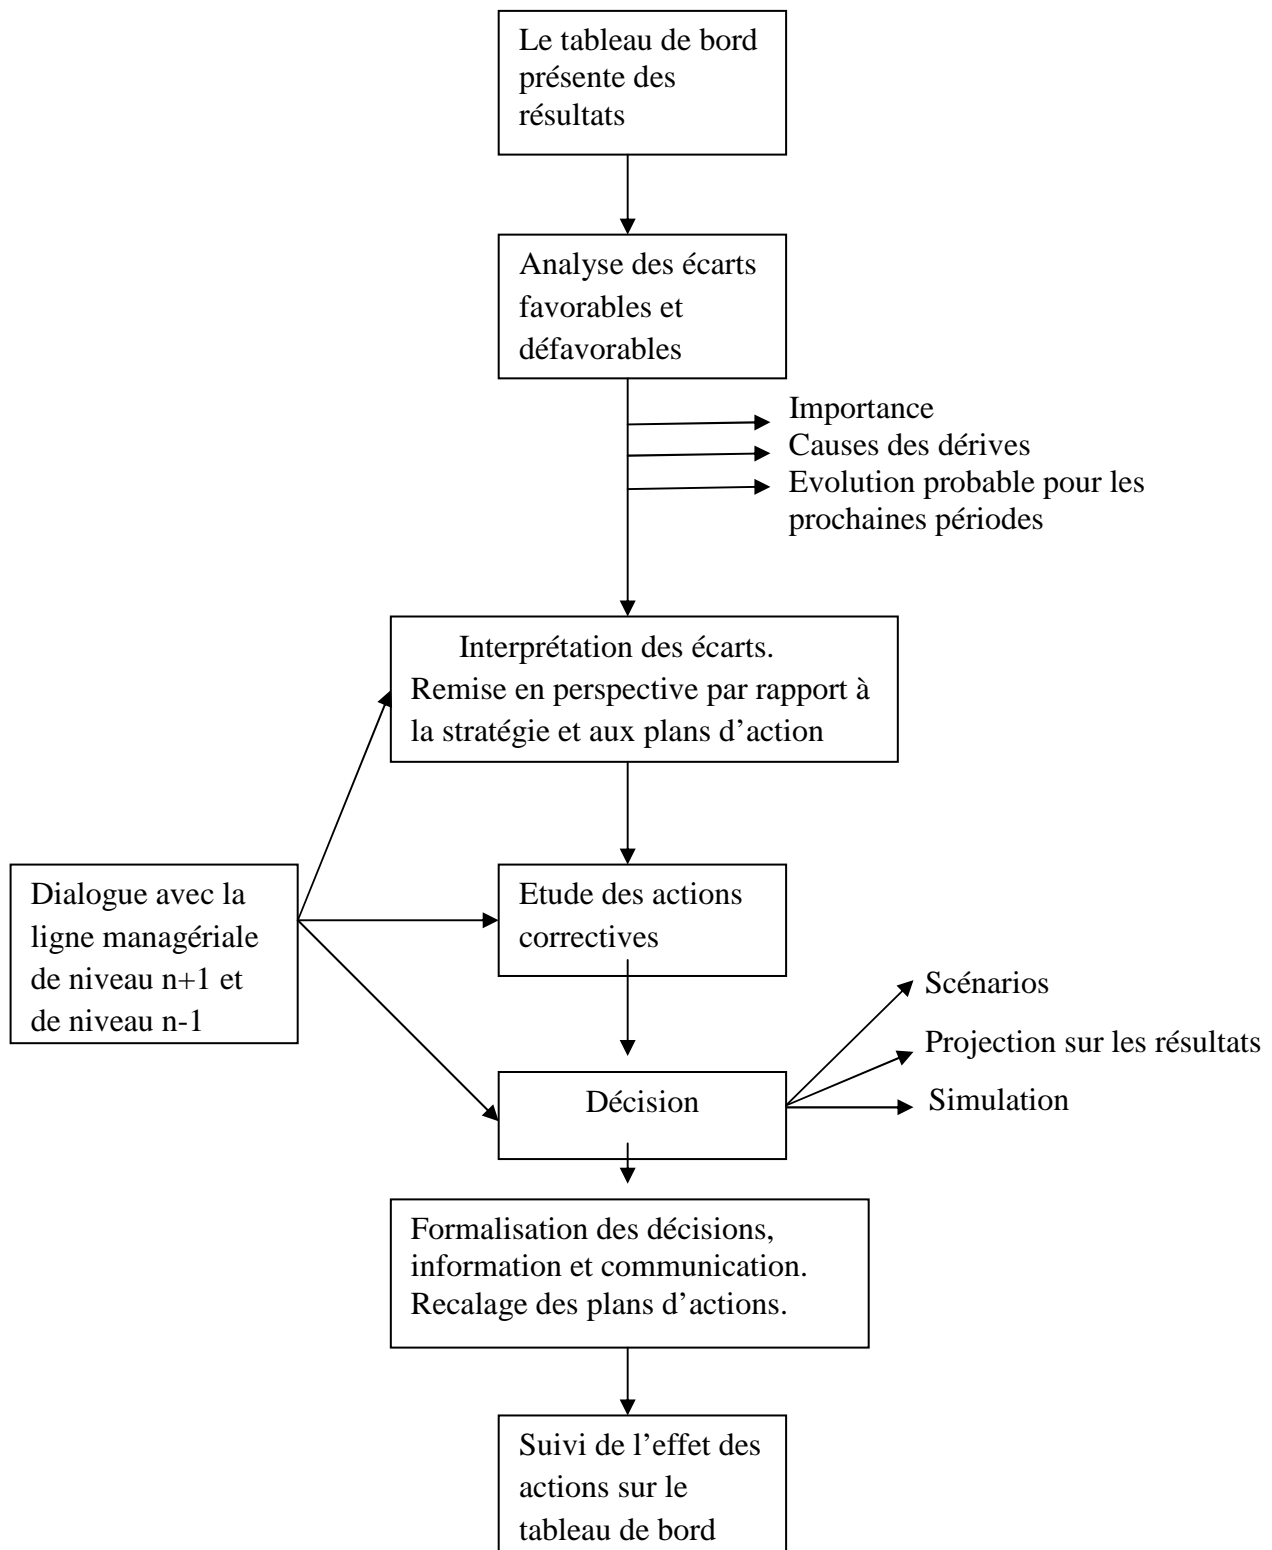 Le tableau de bord
présente des
résultats
Analyse des écarts
favorables et
défavorables
Importance
Causes des dérives
Evolution probable pour les
prochaines périodes
Interprétation des écarts.
Remise en perspective par rapport à
la stratégie et aux plans d’action
Dialogue avec la
ligne managériale
de niveau n+1 et
de niveau n-1
Etude des actions
correctives
Scénarios
Projection sur les résultats
Simulation
Décision
Formalisation des décisions,
information et communication.
Recalage des plans d’actions.
Suivi de l’effet des
actions sur le
tableau de bord